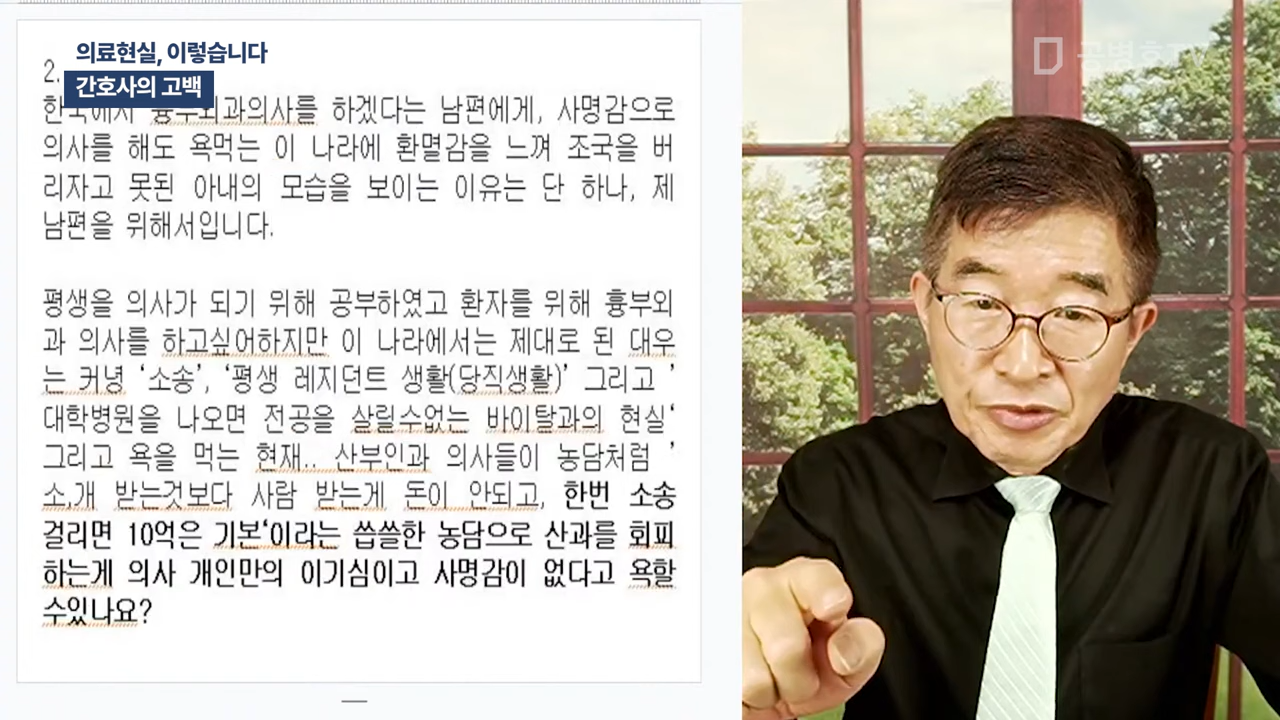 의료현실, 이렇습니다
간호사의 고백
공병호TV
2.
한국에서 흉부외과의사를 하겠다는 남편에게, 사명감으로
의사를 해도 욕먹는 이 나라에 환멸감을 느껴 조국을 버
리자고 못된 아내의 모습을 보이는 이유는 단 하나, 제
남편을 위해서입니다.
평생을 의사가 되기 위해 공부하였고 환자를 위해 흉부외
과 의사를 하고싶어하지만 이 나라에서는 제대로 된 대우
는 커녕 ‘소송’, ‘평생 레지던트 생활(당직생활)’ 그리고 ’
대학병원을 나오면 전공을 살릴수없는 바이탈과의 현실‘
그리고 욕을 먹는 현재.. 산부인과 의사들이 농담처럼 ’
소,개 받는것보다 사람 받는게 돈이 안되고, 한번 소송
걸리면 10억은 기본‘이라는 씁쓸한 농담으로 산과를 회피
하는게 의사 개인만의 이기심이고 사명감이 없다고 욕할
수있나요?